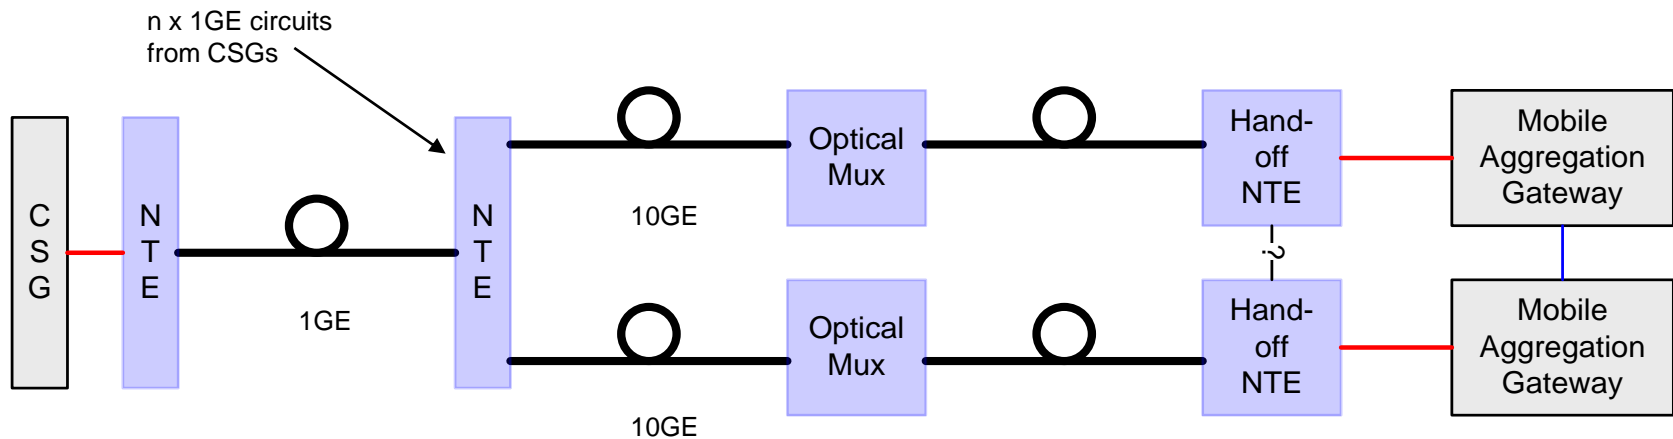 n x 1GE circuits
from CSGs
C
S
G
N
T
E
1GE
N
T
E
10GE
Optical
Mux
Hand-
off
NTE
Mobile
Aggregation
Gateway
?
10GE
Optical
Mux
Hand-
off
NTE
Mobile
Aggregation
Gateway